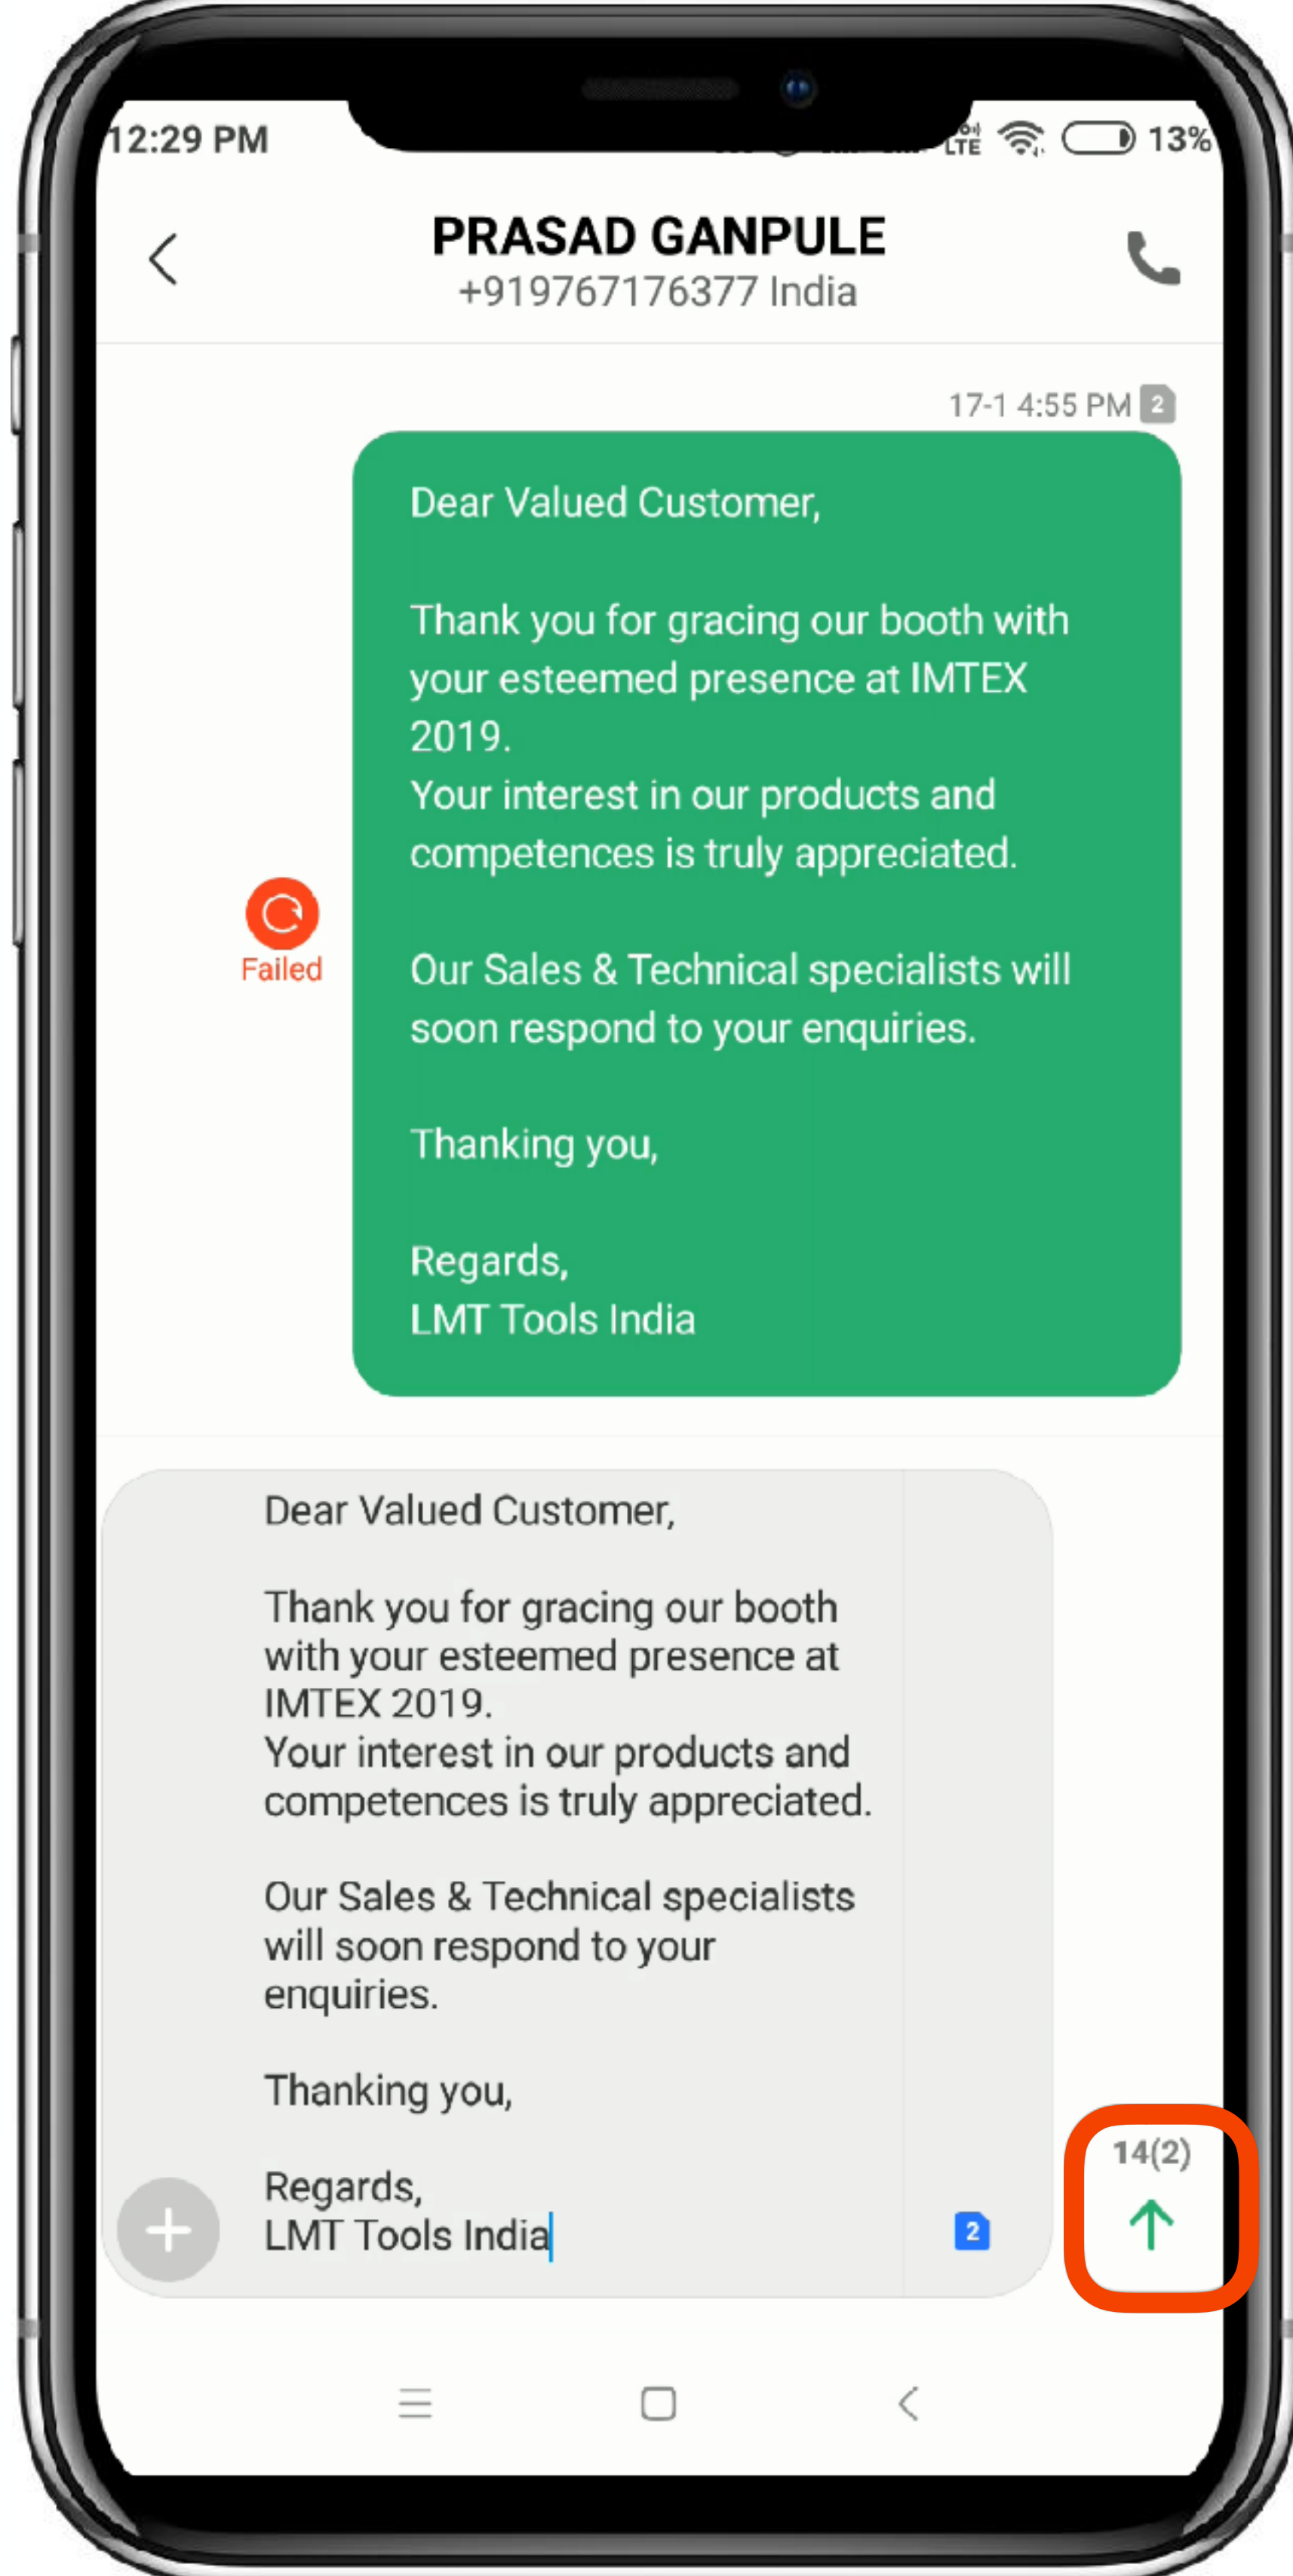 12:29 PM
LTE 13%
PRASAD GANPULE
+919767176377 India
17-1 4:55 PM 2
Dear Valued Customer,
Thank you for gracing our booth with
your esteemed presence at IMTEX
2019.
Your interest in our products and
competences is truly appreciated.
Failed
Our Sales & Technical specialists will
soon respond to your enquiries.
Thanking you,
Regards,
LMT Tools India
Dear Valued Customer,
Thank you for gracing our booth
with your esteemed presence at
IMTEX 2019.
Your interest in our products and
competences is truly appreciated.
Our Sales & Technical specialists
will soon respond to your
enquiries.
Thanking you,
14(2)
Regards,
LMT Tools India
2